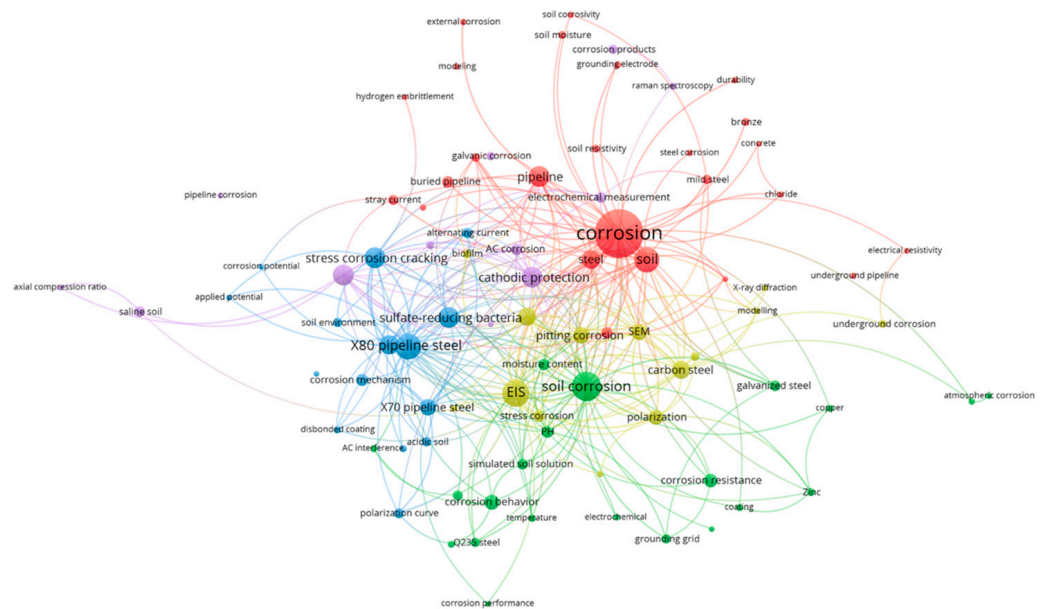 soil corrosivity
external corrosion
soil moisture
corrosion products
grounding electrode
modeling
durability
raman spectroscopy
hydrogen embrittlement
bronze
concrete
soil resistivity
steel corrosion
galvanic corrosion
pipeline
mild steel
buried pipeline
pipeline corrosion
electrochemical measurement
chloride
stray current
corrosion
alternating current
AC corrosion
electrical resistivity
biofilm
steel
soil
stress corrosion cracking
corrosion potential
cathodic protection
underground pipeline
axial compression ratio
X-ray diffraction
applied potential
saline soil
modelling
sulfate-reducing bacteria
soil environment
underground corrosion
pitting corrosion
SEM
X80 pipeline steel
moisture content
carbon steel
corrosion mechanism
soil corrosion
galvanized steel
EIS
atmospheric corrosion
X70 pipeline steel
copper
stress corrosion
polarization
disbonded coating
PH
acidic soil
AC interference
simulated soil solution
corrosion resistance
Zinc
corrosion behavior
coating
polarization curve
temperature
electrochemical
grounding grid
Q235 steel
corrosion performance